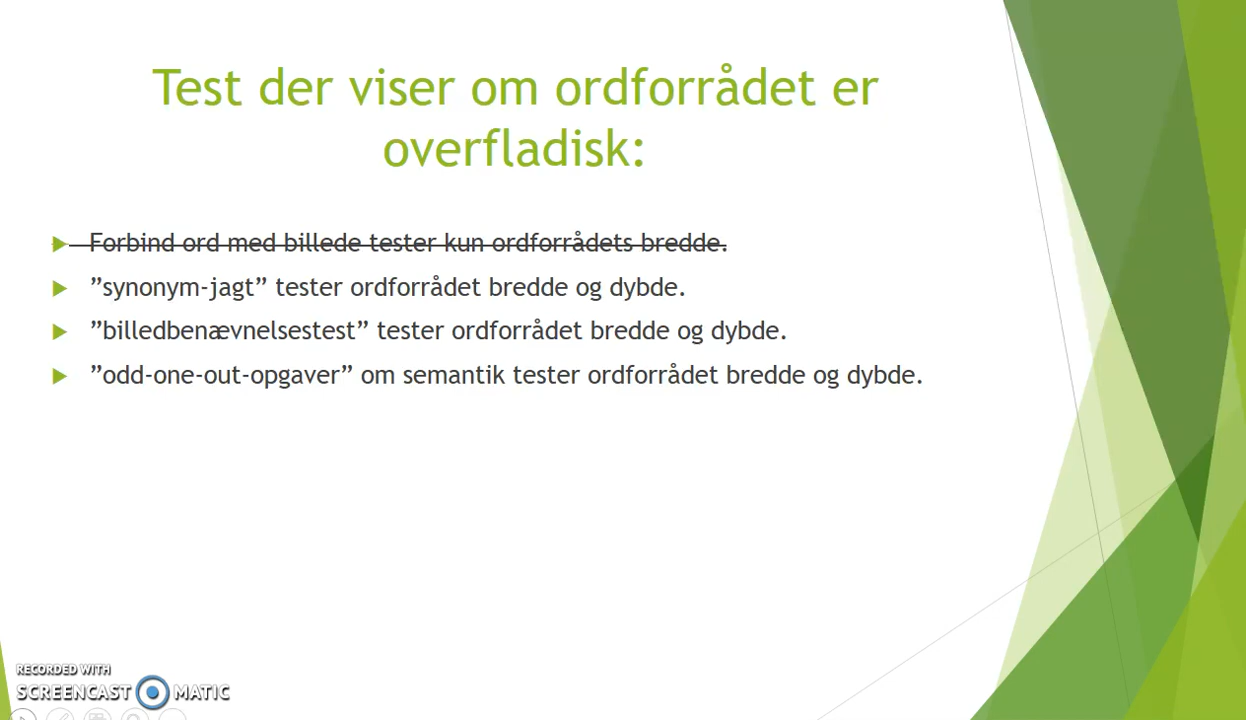 Test der viser om ordforrådet er
overfladisk:
Forbind ord med billede tester kun ordforrådets bredde.
”synonym-jagt” tester ordforrådet bredde og dybde.
”billedbenævnelsestest” tester ordforrådet bredde og dybde.
”odd-one-out-opgaver” om semantik tester ordforrådet bredde og dybde.
RECORDED WITH
SCREENCAST MATIC